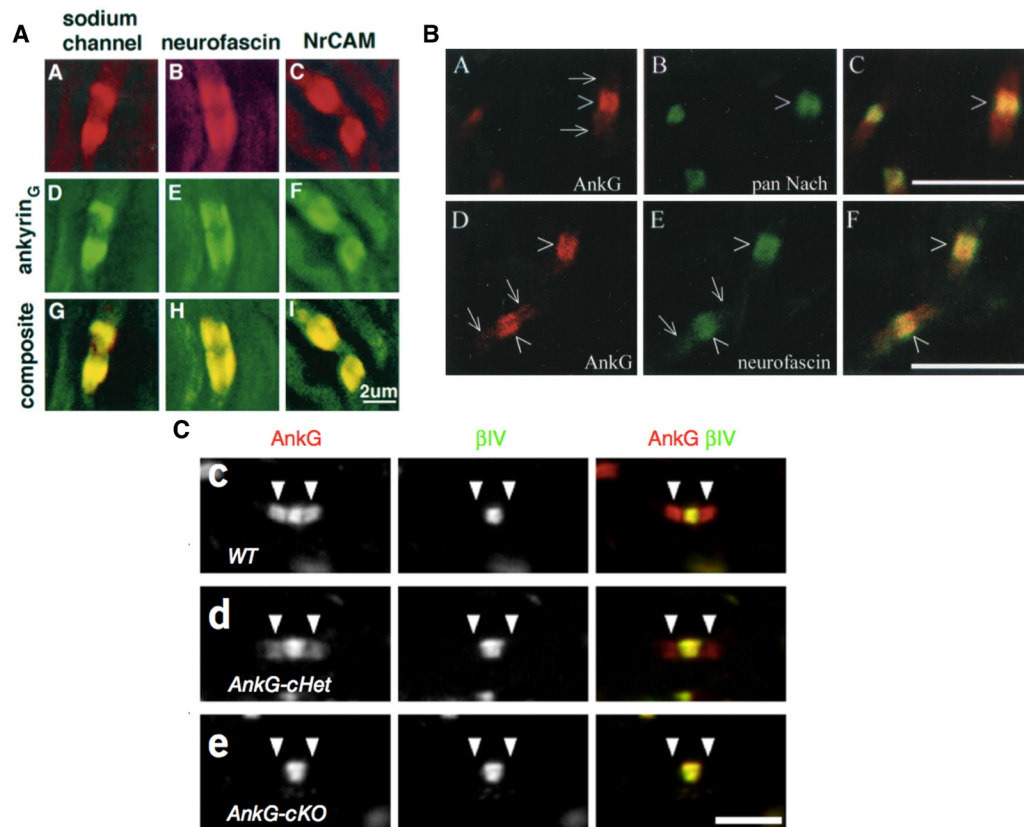 A
sodium channel
neurofascin
NrCAM
A
B
C
ankyrinG
D
E
F
composite
G
H
I
2um
B
A
AnkG
B
pan Nach
C
D
AnkG
E
neurofascin
F
C
AnkG
βIV
AnkG βIV
c
WT
d
AnkG-cHet
e
AnkG-cKO